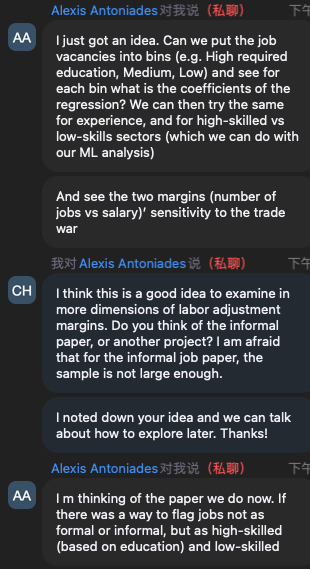 Alexis Antoniades对我说（私聊） 下午
AA
I just got an idea. Can we put the job
vacancies into bins (e.g. High required
education, Medium, Low) and see for
each bin what is the coefficients of the
regression? We can then try the same
for experience, and for high-skilled vs
low-skills sectors (which we can do with
our ML analysis)
And see the two margins (number of
jobs vs salary)’ sensitivity to the trade
war
我对Alexis Antoniades说（私聊） 下午
CH
I think this is a good idea to examine in
more dimensions of labor adjustment
margins. Do you think of the informal
paper, or another project? I am afraid
that for the informal job paper, the
sample is not large enough.
I noted down your idea and we can talk
about how to explore later. Thanks!
Alexis Antoniades对我说（私聊） 下午
AA
I m thinking of the paper we do now. If
there was a way to flag jobs not as
formal or informal, but as high-skilled
(based on education) and low-skilled